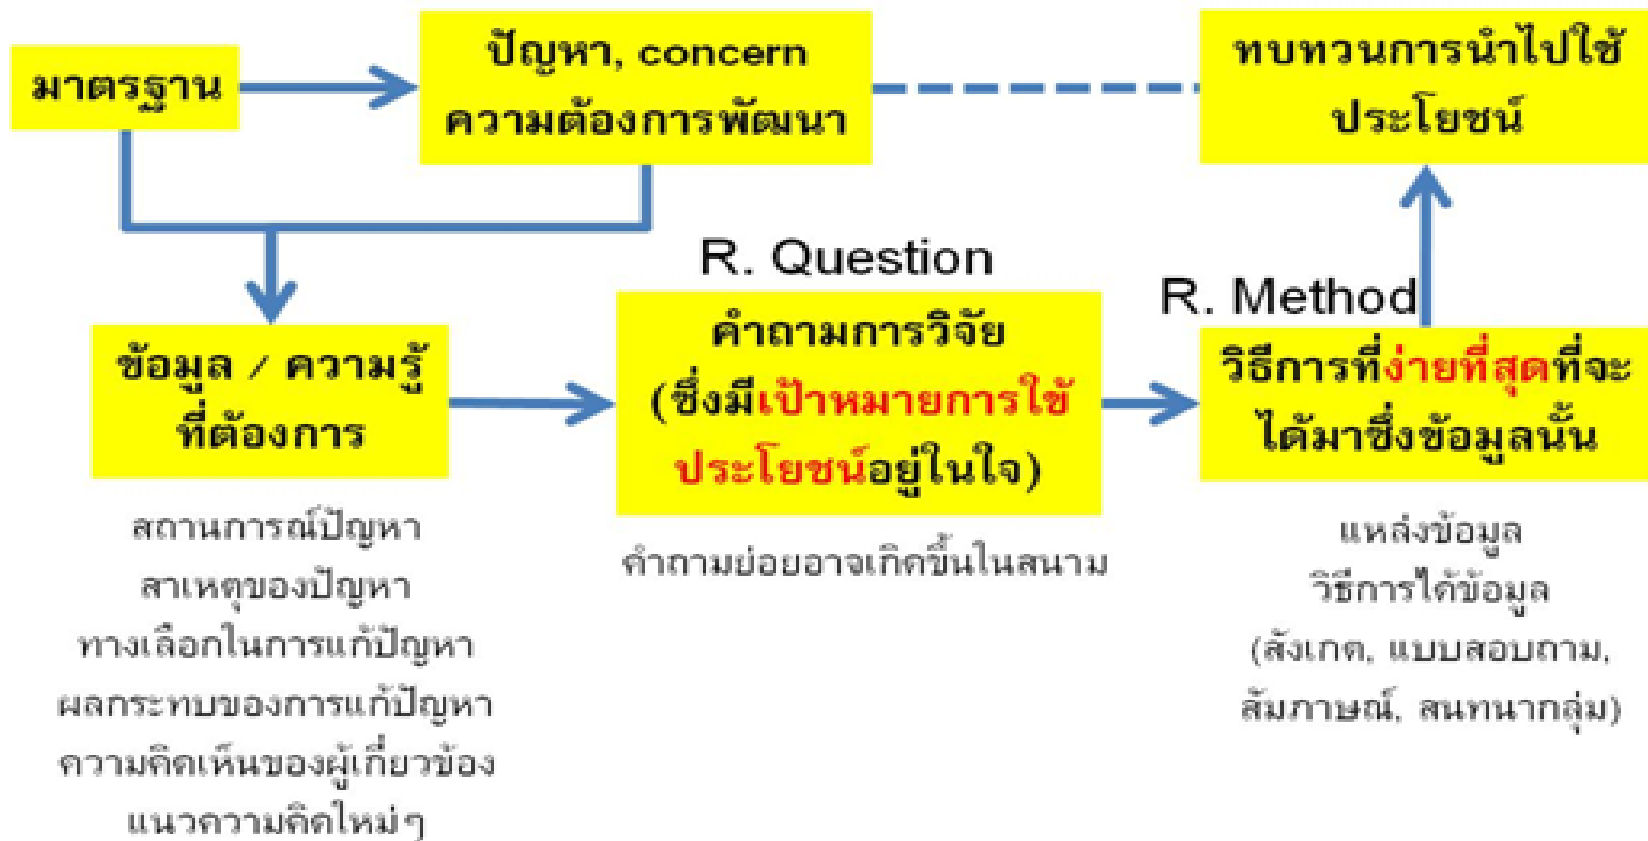 มาตรฐาน
ปัญหา, concern
ความต้องการพัฒนา
ทบทวนการนำไปใช้
ประโยชน์
R. Question
R. Method
ข้อมูล / ความรู้
ที่ต้องการ
คำถามการวิจัย
(ซึ่งมีเป้าหมายการใช้
ประโยชน์อยู่ในใจ)
วิธีการที่ง่ายที่สุดที่จะ
ได้มาซึ่งข้อมูลนั้น
สถานการณ์ปัญหา
สาเหตุของปัญหา
ทางเลือกในการแก้ปัญหา
ผลกระทบของการแก้ปัญหา
ความคิดเห็นของผู้เกี่ยวข้อง
แนวความคิดใหม่ๆ
คำถามย่อยอาจเกิดขึ้นในสนาม
แหล่งข้อมูล
วิธีการได้ข้อมูล
(สังเกต, แบบสอบถาม,
สัมภาษณ์, สนทนากลุ่ม)